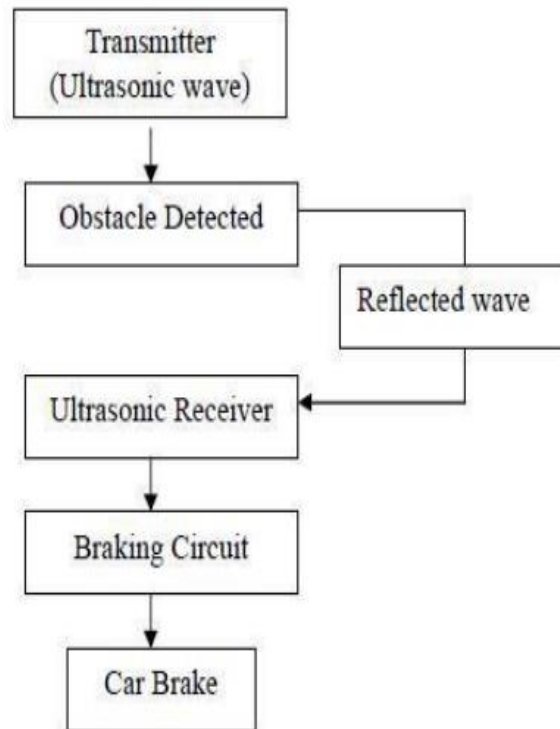 Transmitter
(Ultrasonic wave)
Obstacle Detected
Reflected wave
Ultrasonic Receiver
Braking Circuit
Car Brake